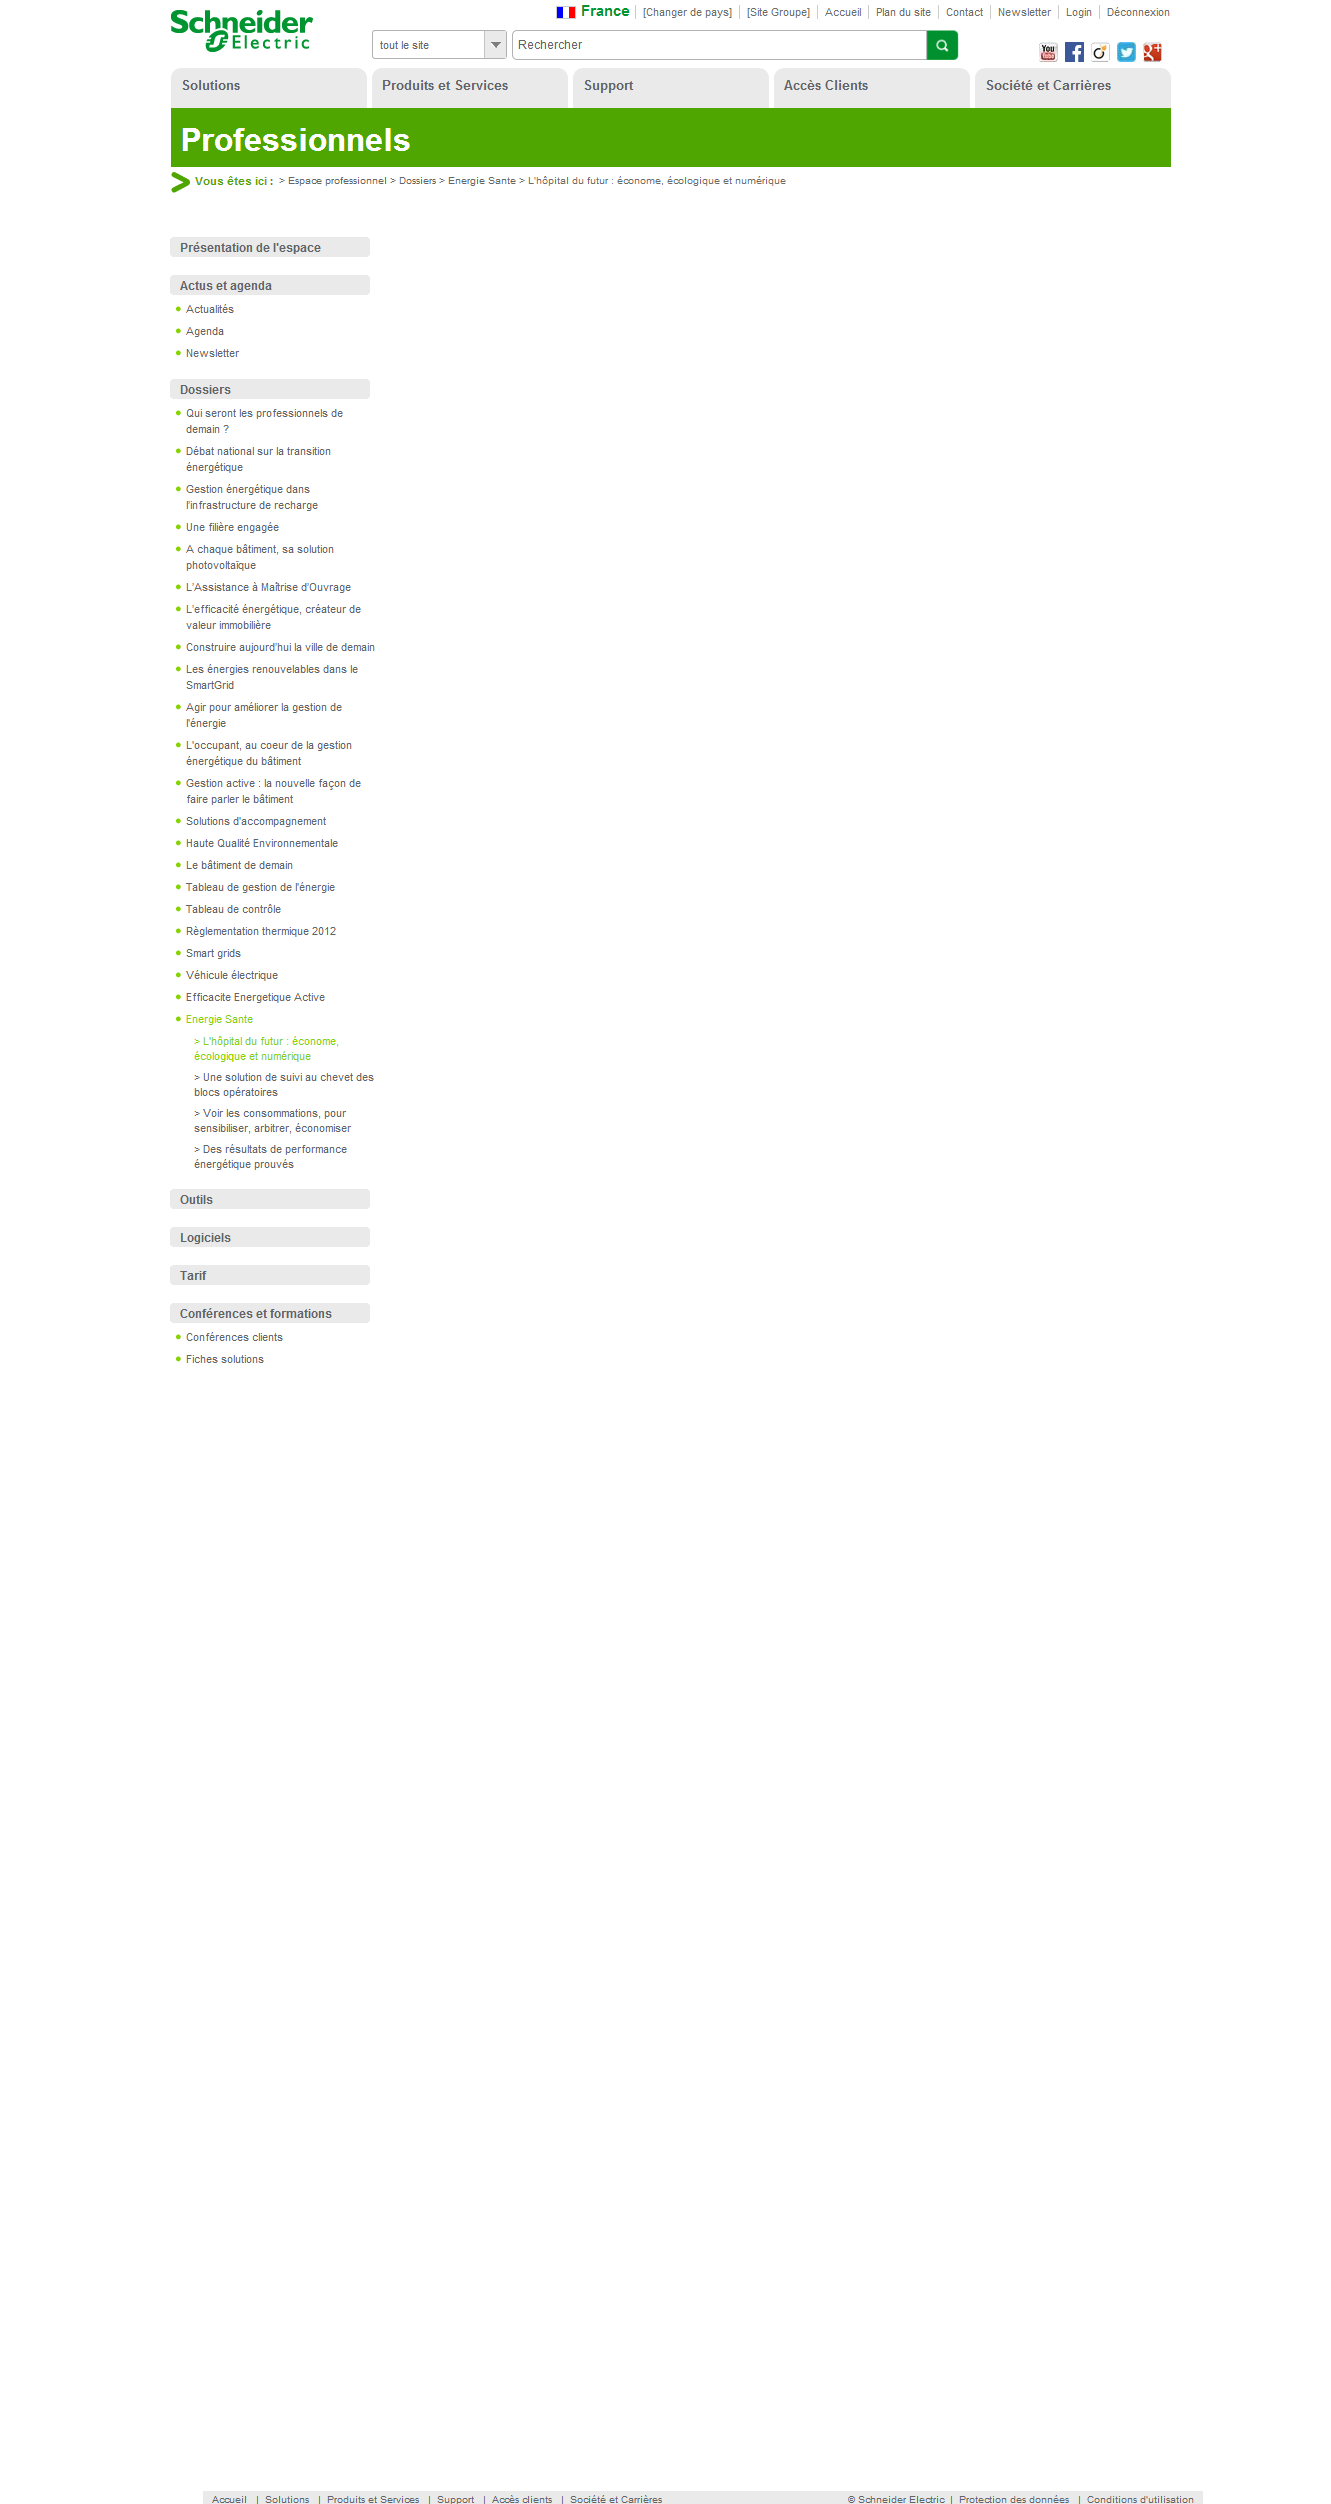 Schneider
Electric
France [Changer de pays] [Site Groupe] Accueil Plan du site Contact Newsletter Login Déconnexion
tout le site Rechercher
You
Tube
Solutions Produits et Services Support Accès Clients Société et Carrières
Professionnels
Vous êtes ici : > Espace professionnel > Dossiers > Energie Sante > L'hôpital du futur : économe, écologique et numérique
Présentation de l'espace
Actus et agenda
Actualités
Agenda
Newsletter
Dossiers
Qui seront les professionnels de
demain ?
Débat national sur la transition
énergétique
Gestion énergétique dans
l'infrastructure de recharge
Une filière engagée
A chaque bâtiment, sa solution
photovoltaïque
L'Assistance à Maîtrise d'Ouvrage
L'efficacité énergétique, créateur de
valeur immobilière
Construire aujourd'hui la ville de demain
Les énergies renouvelables dans le
SmartGrid
Agir pour améliorer la gestion de
l'énergie
L'occupant, au coeur de la gestion
énergétique du bâtiment
Gestion active : la nouvelle façon de
faire parler le bâtiment
Solutions d'accompagnement
Haute Qualité Environnementale
Le bâtiment de demain
Tableau de gestion de l'énergie
Tableau de contrôle
Règlementation thermique 2012
Smart grids
Véhicule électrique
Efficacite Energetique Active
Energie Sante
> L'hôpital du futur : économe,
écologique et numérique
> Une solution de suivi au chevet des
blocs opératoires
> Voir les consommations, pour
sensibiliser, arbitrer, économiser
> Des résultats de performance
énergétique prouvés
Outils
Logiciels
Tarif
Conférences et formations
Conférences clients
Fiches solutions
Accueil | Solutions | Produits et Services | Support | Accès clients | Société et Carrières © Schneider Electric | Protection des données | Conditions d'utilisation